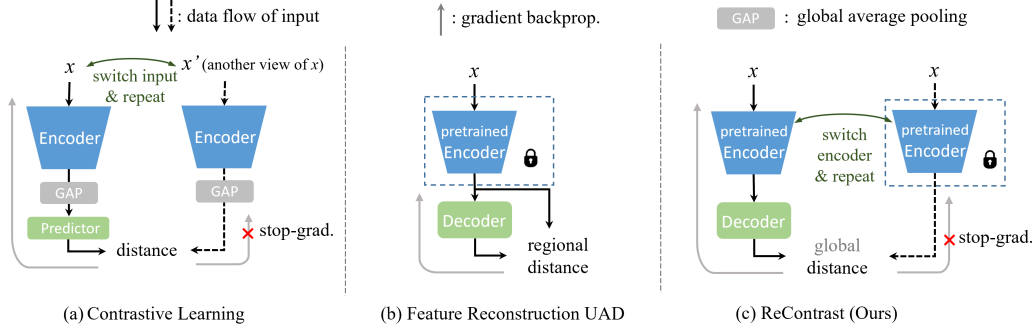 : data flow of input
: gradient backprop.
GAP : global average pooling
x
x’ (another view of x)
switch input
& repeat
Encoder
Encoder
GAP
GAP
Predictor
distance
stop-grad.
(a) Contrastive Learning
x
pretrained
Encoder
Decoder
regional
distance
(b) Feature Reconstruction UAD
x
x
pretrained
Encoder
switch
encoder
& repeat
pretrained
Encoder
Decoder
global
distance
stop-grad.
(c) ReContrast (Ours)